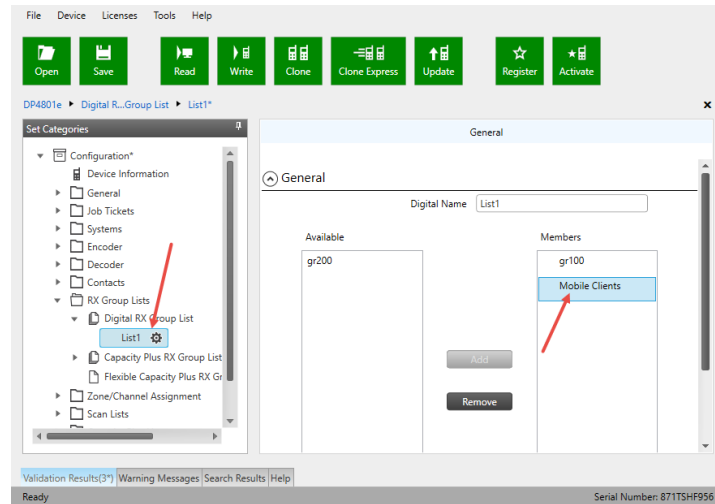 File Device Licenses Tools Help
Open Save Read Write Clone Clone Express Update Register Activate
DP4801e Digital R...Group List List1*
Set Categories
General
Configuration*
Device Information
General
Job Tickets
Systems
Encoder
Decoder
Contacts
RX Group Lists
Digital RX Group List
List1
Capacity Plus RX Group List
Flexible Capacity Plus RX Gr
Zone/Channel Assignment
Scan Lists
General
Digital Name List1
Available Members
gr200 gr100
Mobile Clients
Add
Remove
Validation Results(3*) Warning Messages Search Results Help
Ready Serial Number: 871TSHF956